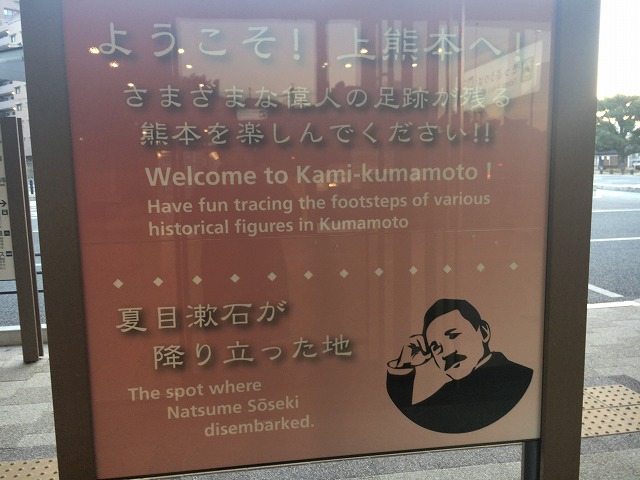 ようこそ! 上熊本へ!
さまざまな偉人の足跡が残る
熊本を楽しんでください!!
Welcome to Kami-kumamoto !
Have fun tracing the footsteps of various
historical figures in Kumamoto
夏目漱石が
降り立った地
The spot where
Natsume Sōseki
disembarked.